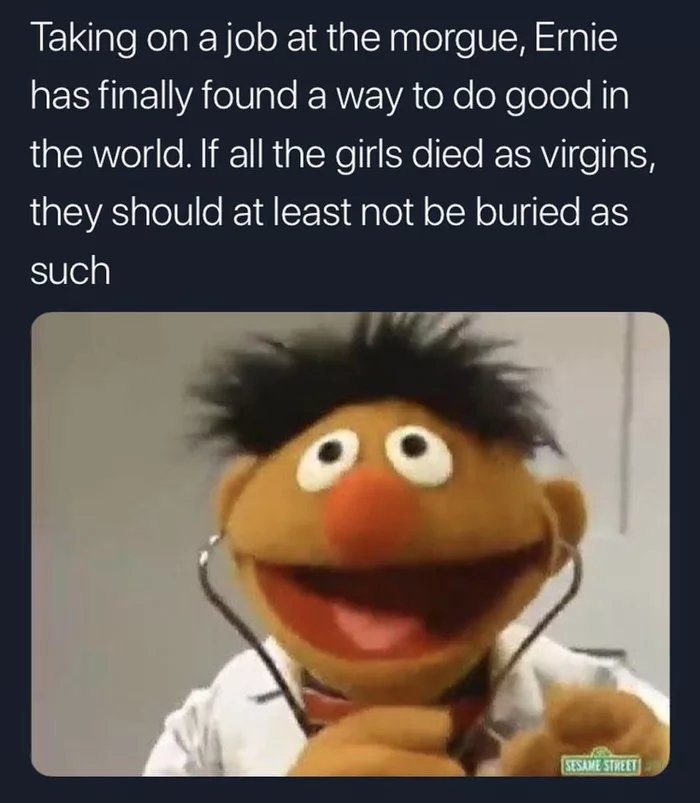 Taking on a job at the morgue, Ernie
has finally found a way to do good in
the world. If all the girls died as virgins,
they should at least not be buried as
such
SESAME STREET